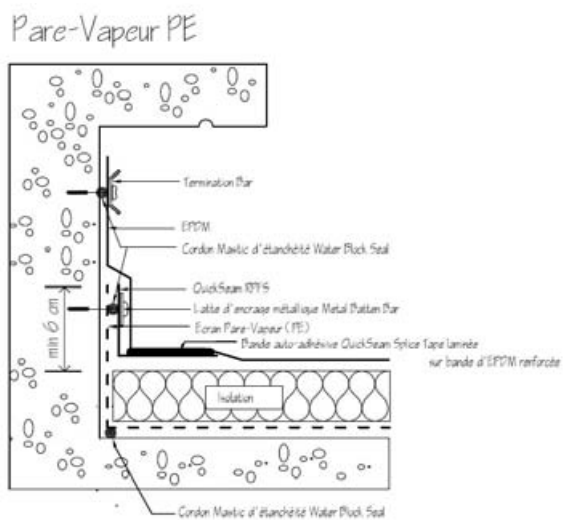 Pare-Vapeur PE
Termination Bar
EPDM
Cordon Mastic d'étanchéité Water Block Seal
QuickSeam RPFS
Latte d'encrage métallique Metal Batten Bar
Ecran Pare-Vapeur (PE)
Bande auto-adhésive QuickSeam Splice Tape laminée
sur bande d'EPDM renforcée
min 6 cm
Isolation
Cordon Mastic d'étanchéité Water Block Seal